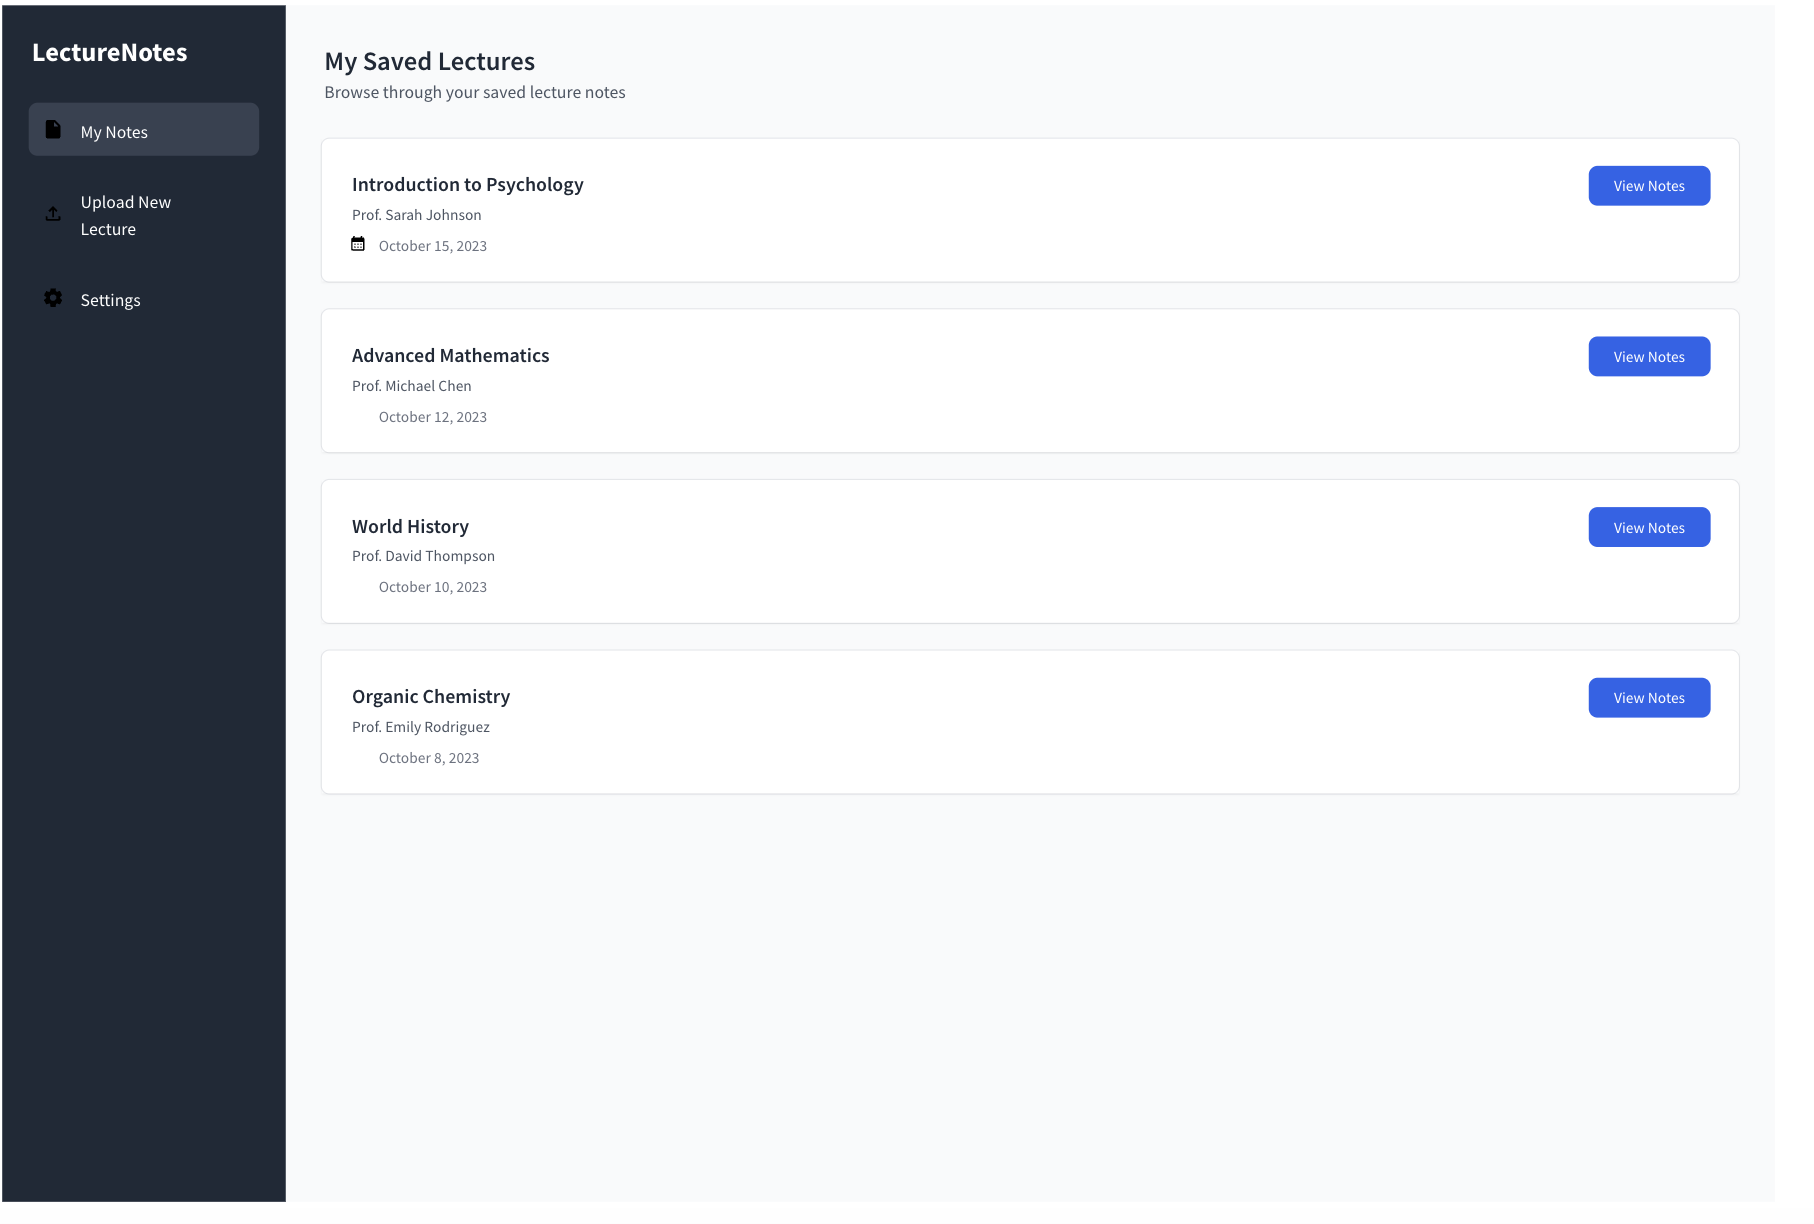 LectureNotes
My Notes
Upload New
Lecture
Settings
My Saved Lectures
Browse through your saved lecture notes
Introduction to Psychology
Prof. Sarah Johnson
October 15, 2023
View Notes
Advanced Mathematics
Prof. Michael Chen
October 12, 2023
View Notes
World History
Prof. David Thompson
October 10, 2023
View Notes
Organic Chemistry
Prof. Emily Rodriguez
October 8, 2023
View Notes